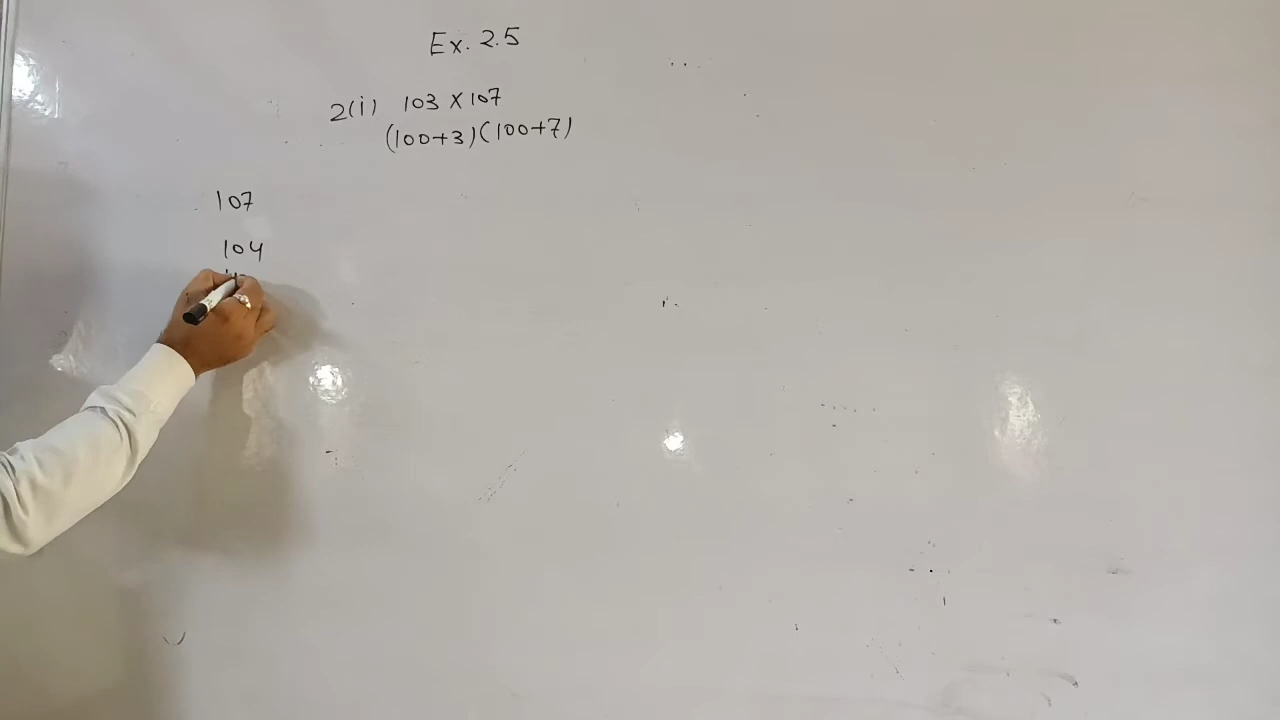 Ex. 2.5
2(i) 103 X 107
(100+3)(100+7)
107
104